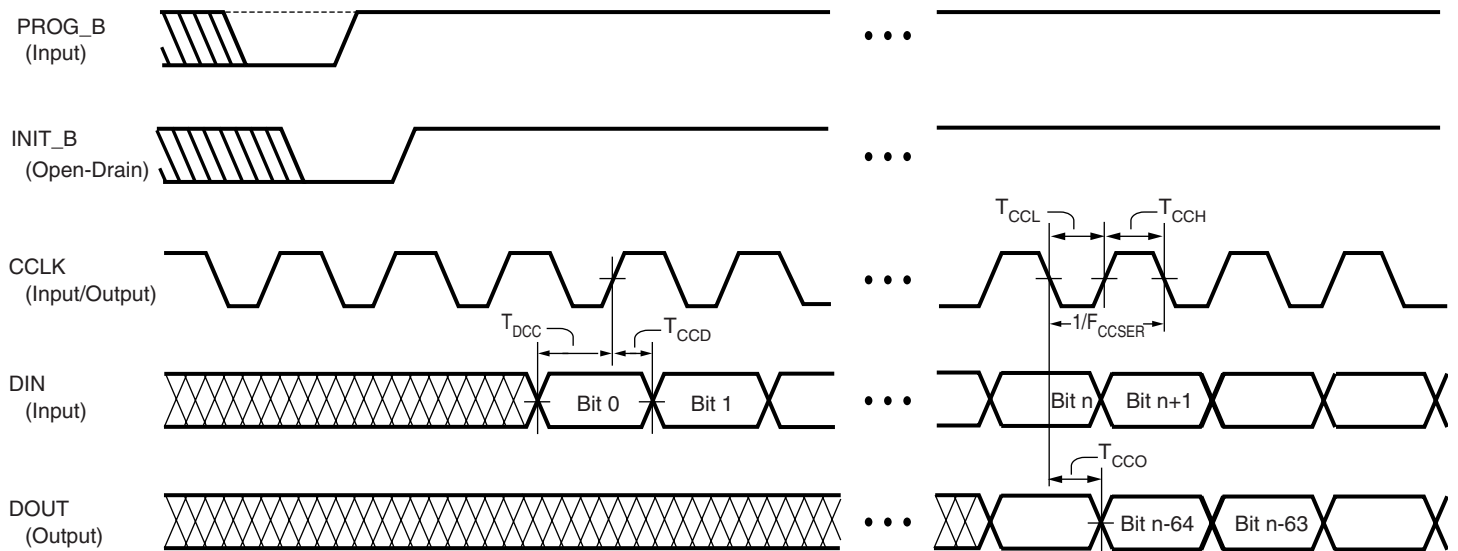 PROG_B
(Input)
INIT_B
(Open-Drain)
T_CCL
T_CCH
CCLK
(Input/Output)
1/F_CCSER
T_DCC
T_CCD
DIN
(Input)
Bit 0
Bit 1
Bit n
Bit n+1
T_CCO
DOUT
(Output)
Bit n-64
Bit n-63